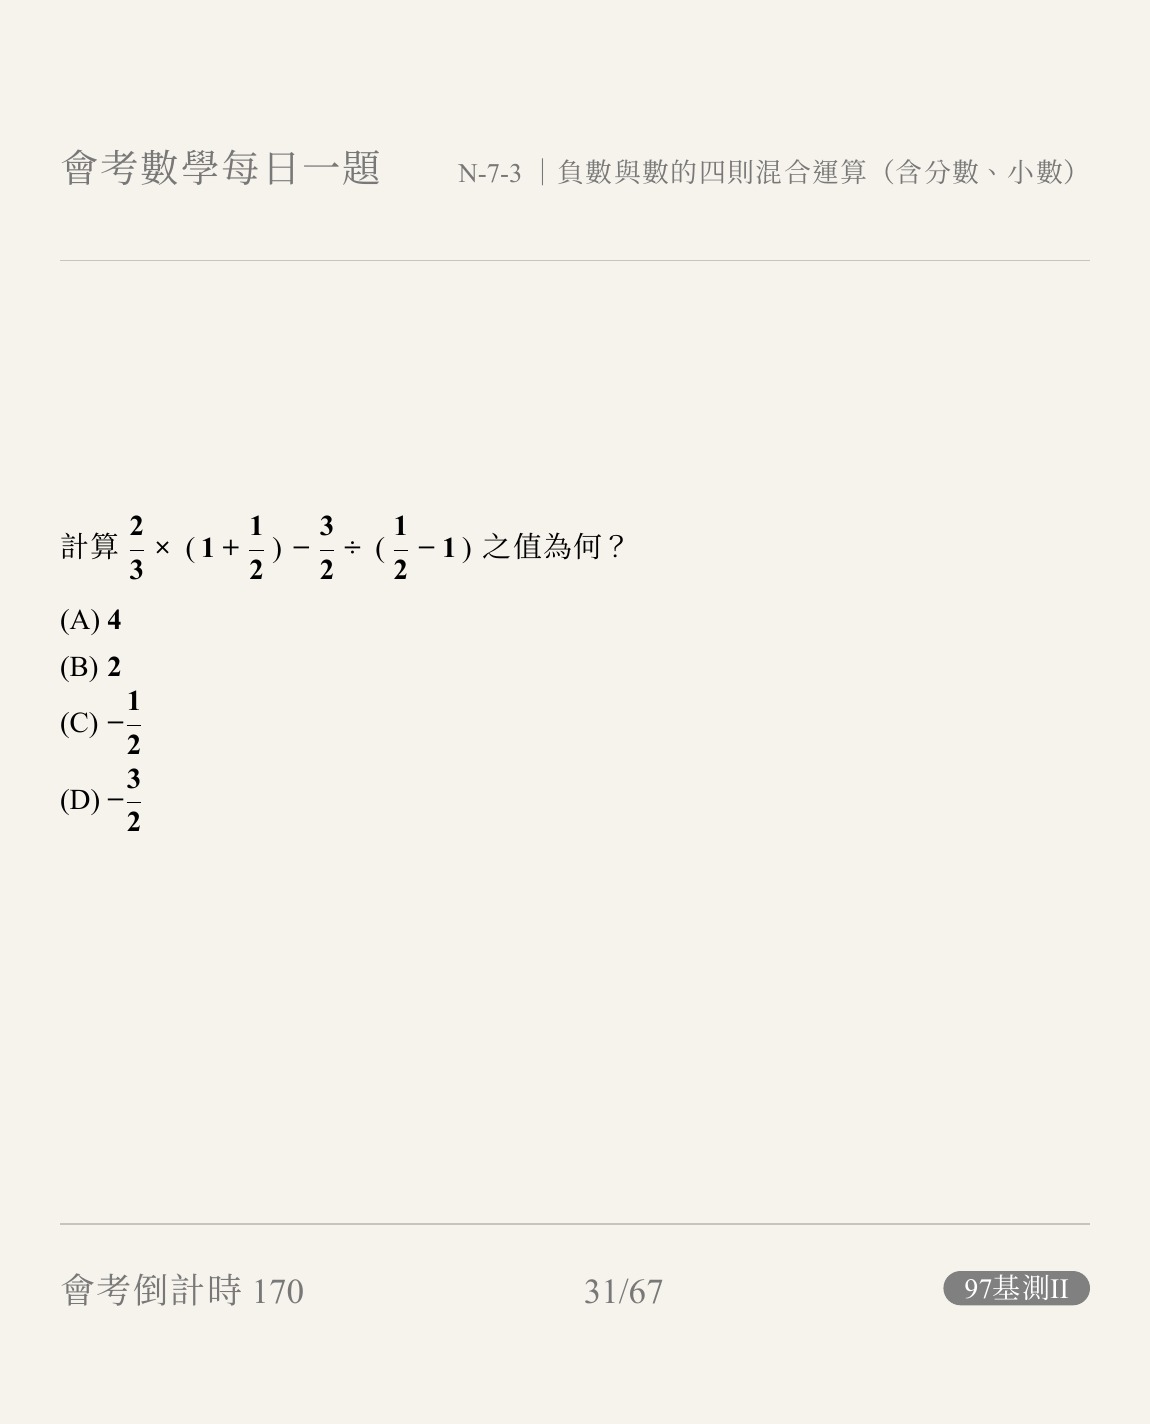 會考數學每日一題
N-7-3｜負數與數的四則混合運算（含分數、小數）
計算 2/3 × ( 1 + 1/2 ) − 3/2 ÷ ( 1/2 − 1 ) 之值為何？
(A) 4
(B) 2
(C) −1/2
(D) −3/2
會考倒計時 170
31/67
97基測II